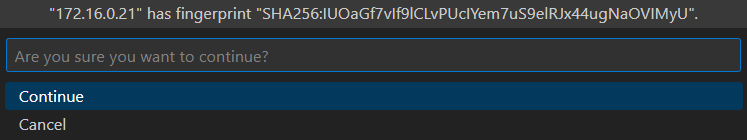 "172.16.0.21" has fingerprint "SHA256:IUOaGf7vIf9lCLvPUcIYem7uS9elRJx44ugNaOVIMyU".
Are you sure you want to continue?
Continue
Cancel